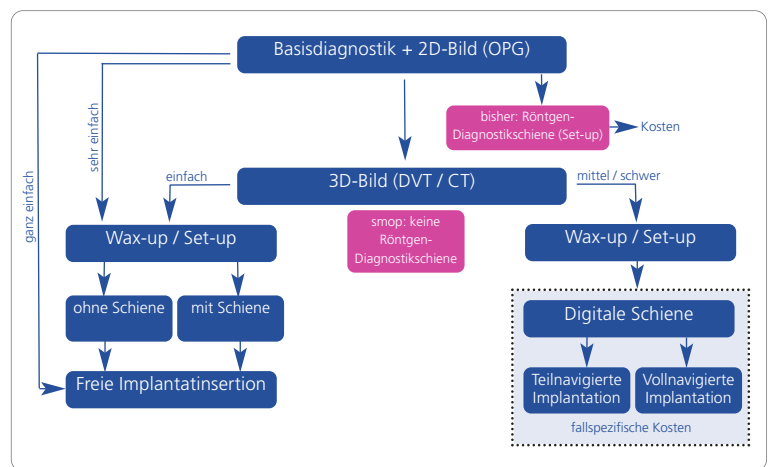 Basisdiagnostik + 2D-Bild (OPG)
bisher: Röntgen-
Diagnostikschiene (Set-up)
Kosten
ganz einfach
sehr einfach
einfach
3D-Bild (DVT / CT)
mittel / schwer
smop: keine
Röntgen-
Diagnostikschiene
Wax-up / Set-up
Wax-up / Set-up
ohne Schiene
mit Schiene
Freie Implantatinsertion
Digitale Schiene
Teilnavigierte
Implantation
Vollnavigierte
Implantation
fallspezifische Kosten